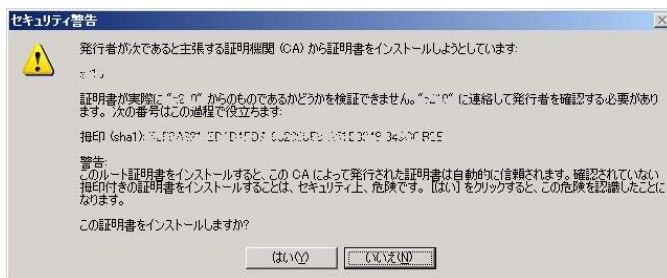 セキュリティ警告
発行者が次であると主張する証明機関 (CA) から証明書をインストールしようとしています:
証明書が実際に "" からのものであるかどうかを検証できません。"" に連絡して発行者を確認する必要があり
ます。次の番号はこの過程で役立ちます:
拇印 (sha1):
警告:
このルート証明書をインストールすると、この CA によって発行された証明書は自動的に信頼されます。確認されていない
拇印付きの証明書をインストールすることは、セキュリティ上、危険です。 [はい] をクリックすると、この危険を認識したことに
なります。
この証明書をインストールしますか?
はい(Y)
いいえ(N)